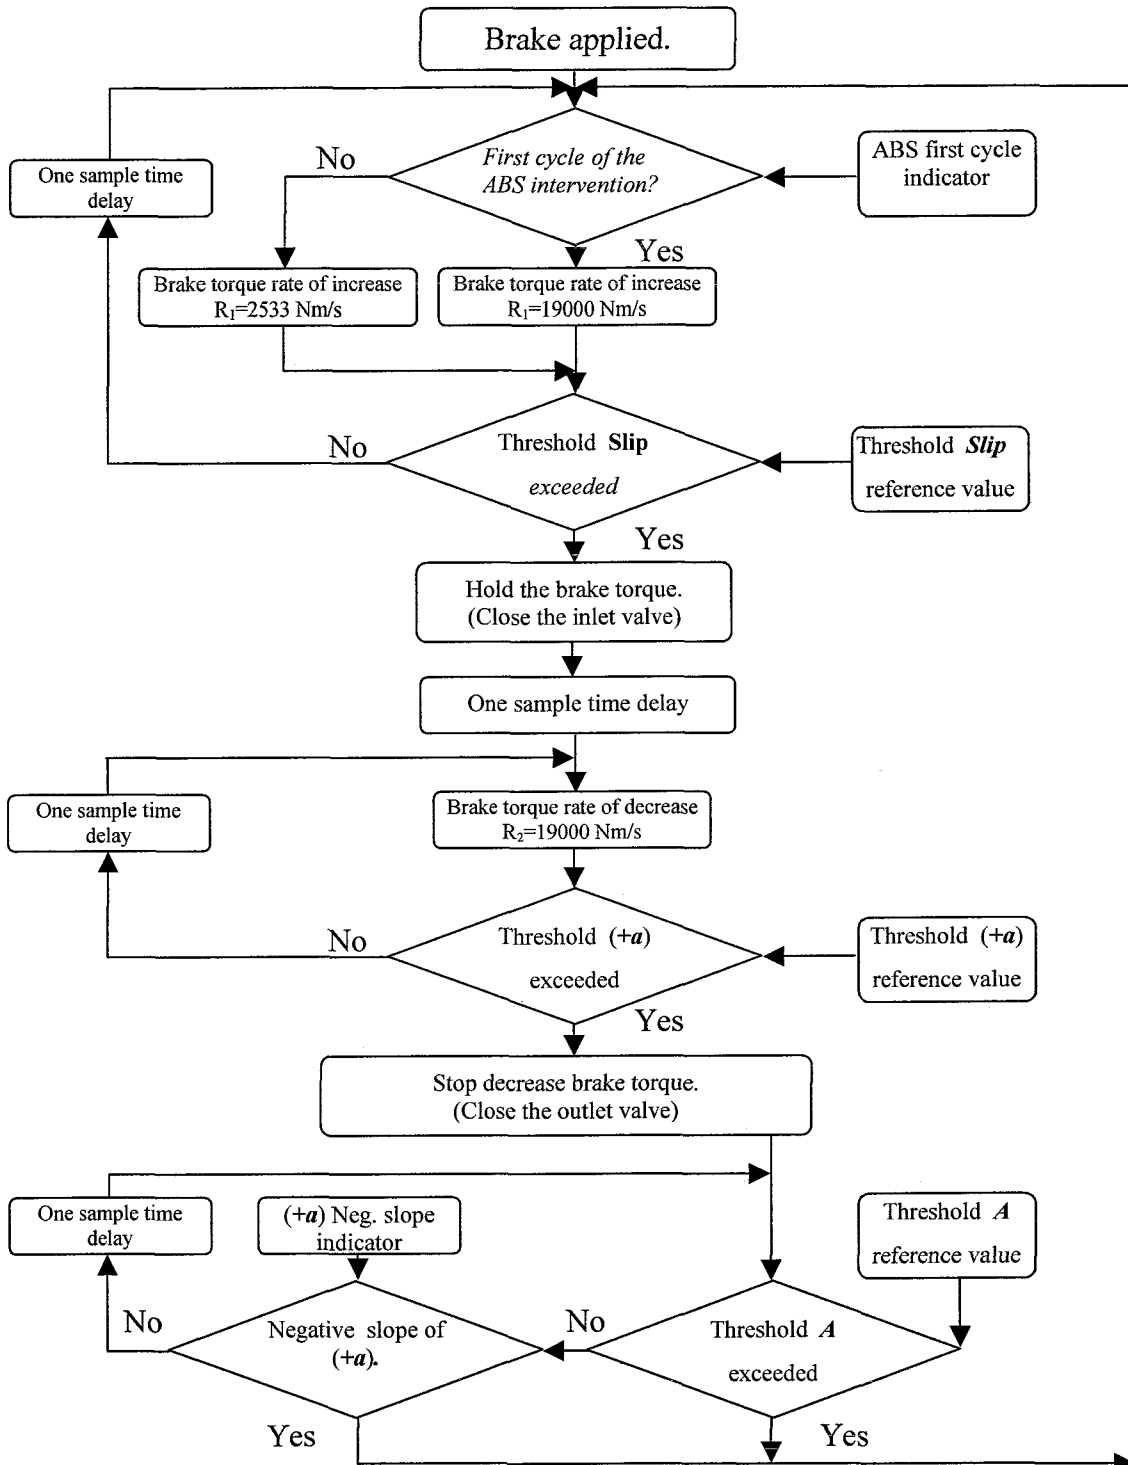 Brake applied.
No
First cycle of the
ABS intervention?
ABS first cycle
indicator
One sample time
delay
Yes
Brake torque rate of increase
R₁=2533 Nm/s
Brake torque rate of increase
R₁=19000 Nm/s
No
Threshold Slip
exceeded
Threshold Slip
reference value
Yes
Hold the brake torque.
(Close the inlet valve)
One sample time delay
One sample time
delay
Brake torque rate of decrease
R₂=19000 Nm/s
No
Threshold (+a)
exceeded
Threshold (+a)
reference value
Yes
Stop decrease brake torque.
(Close the outlet valve)
One sample time
delay
(+a) Neg. slope
indicator
Threshold A
reference value
No
Negative slope of
(+a).
No
Threshold A
exceeded
Yes
Yes